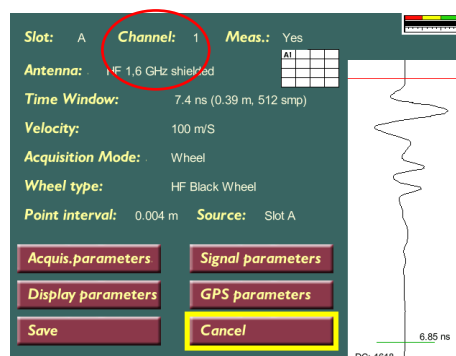 Slot: A Channel: 1 Meas.: Yes
A1
Antenna: HF 1,6 GHz shielded
Time Window: 7.4 ns (0.39 m, 512 smp)
Velocity: 100 m/S
Acquisition Mode: Wheel
Wheel type: HF Black Wheel
Point interval: 0.004 m Source: Slot A
Acquis.parameters Signal parameters
Display parameters GPS parameters
Save Cancel
6.85 ns